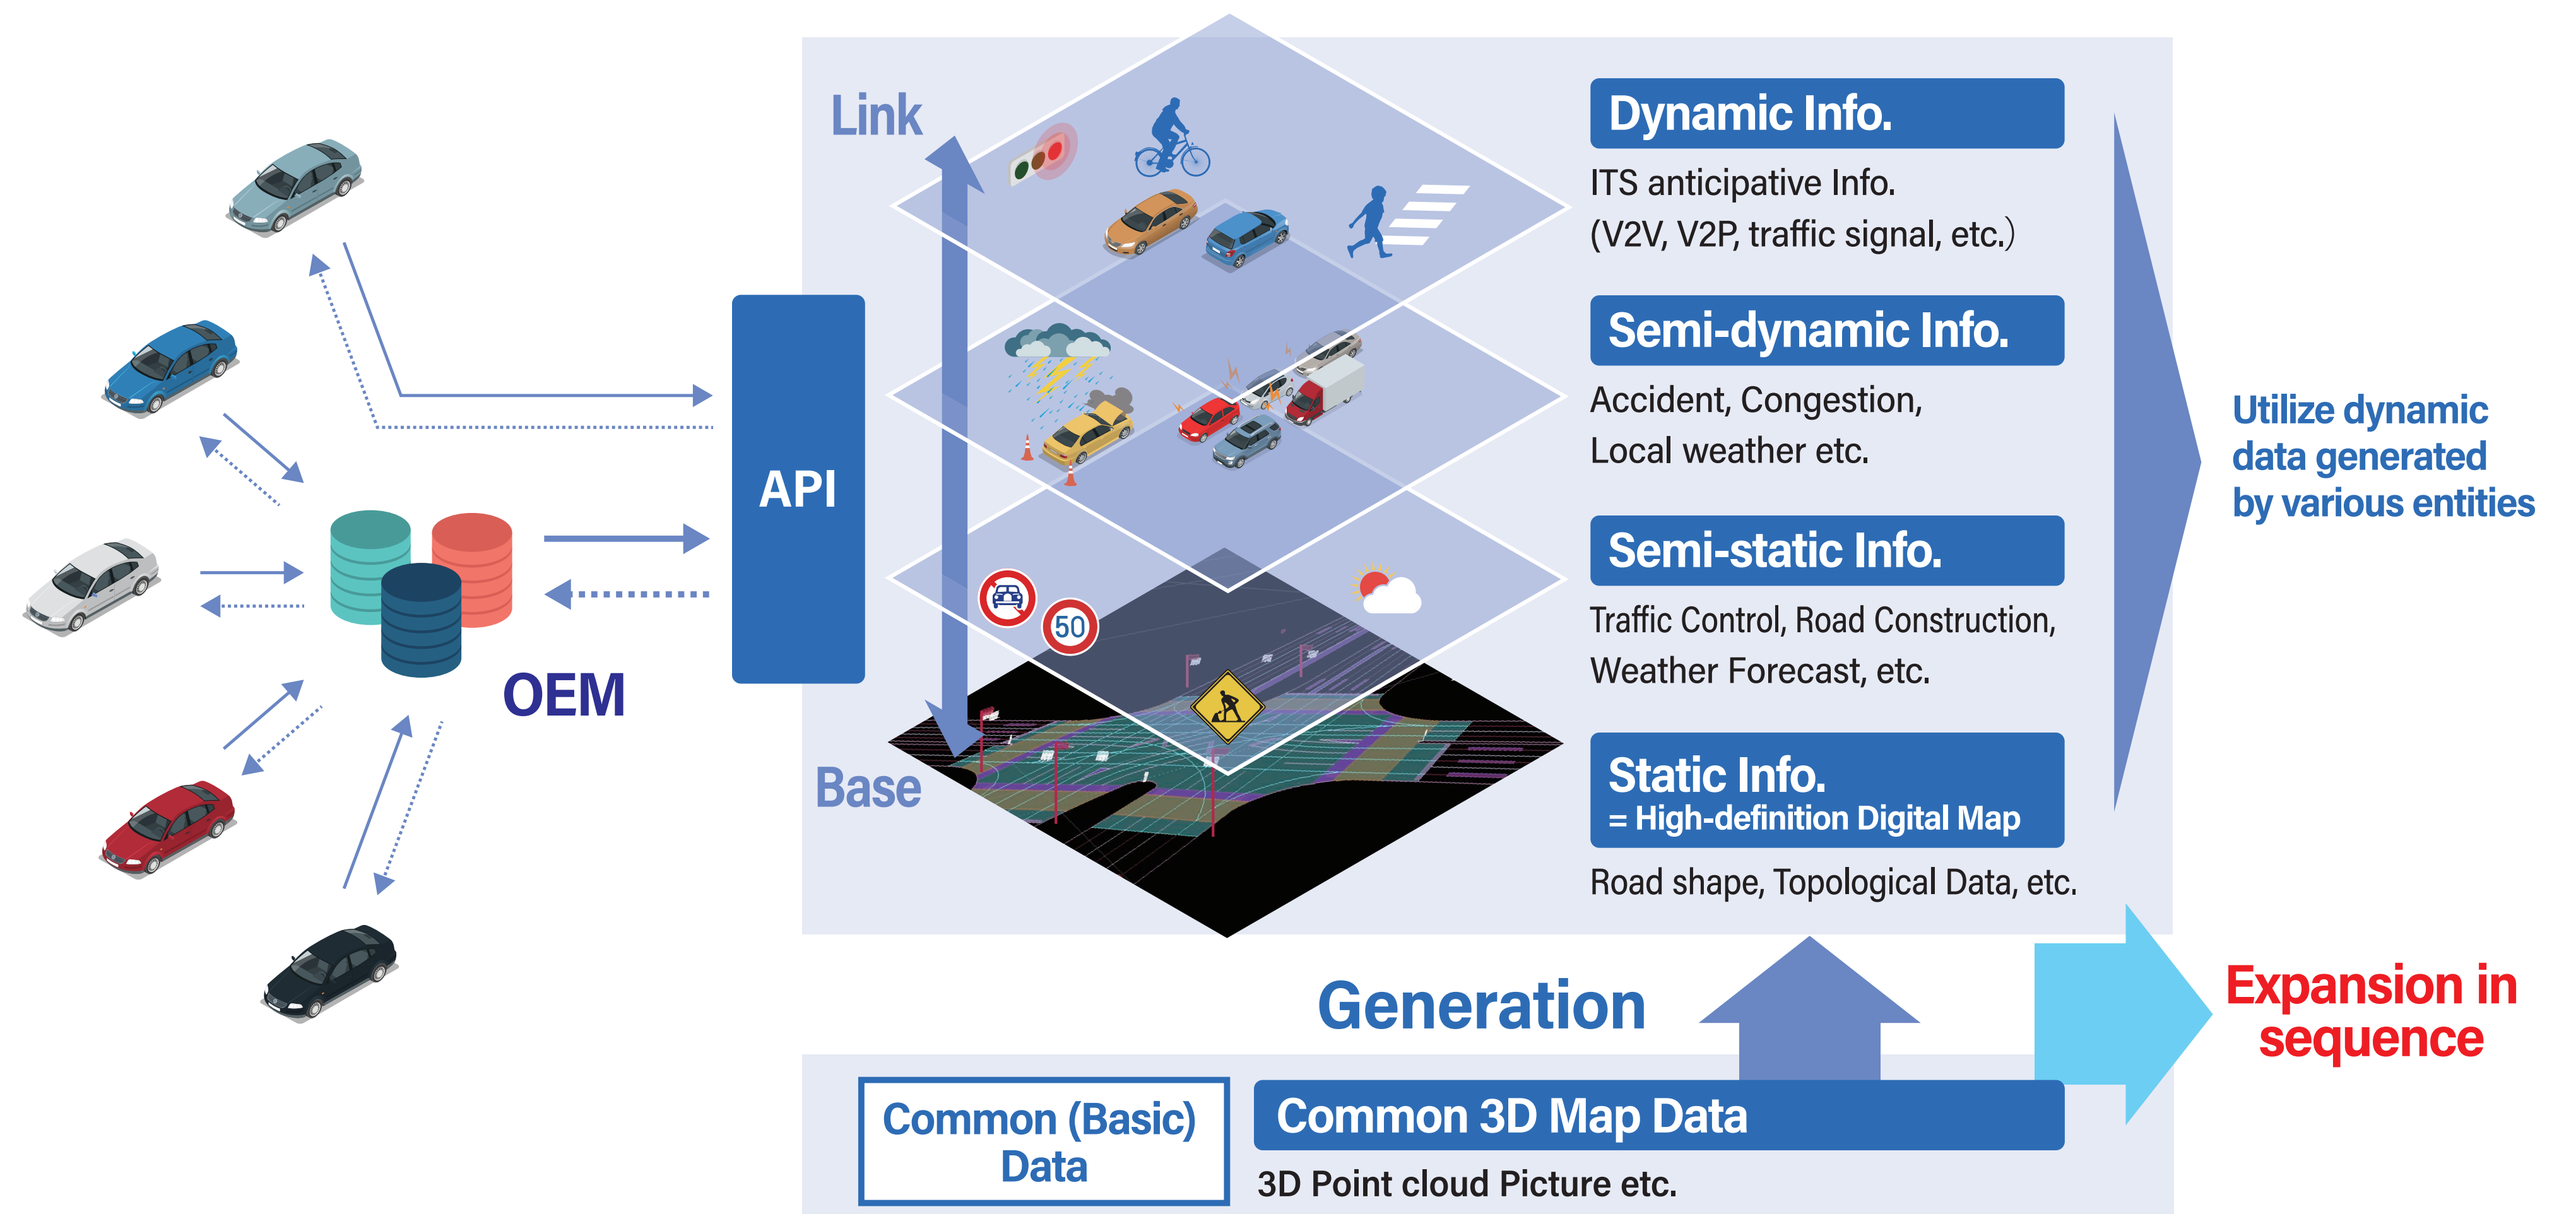 Link
Dynamic Info.
ITS anticipative Info.
(V2V, V2P, traffic signal, etc.)
Semi-dynamic Info.
Accident, Congestion,
Local weather etc.
API
Utilize dynamic
data generated
by various entities
Semi-static Info.
Traffic Control, Road Construction,
Weather Forecast, etc.
50
OEM
Base
Static Info.
= High-definition Digital Map
Road shape, Topological Data, etc.
Generation
Expansion in
sequence
Common (Basic)
Data
Common 3D Map Data
3D Point cloud Picture etc.